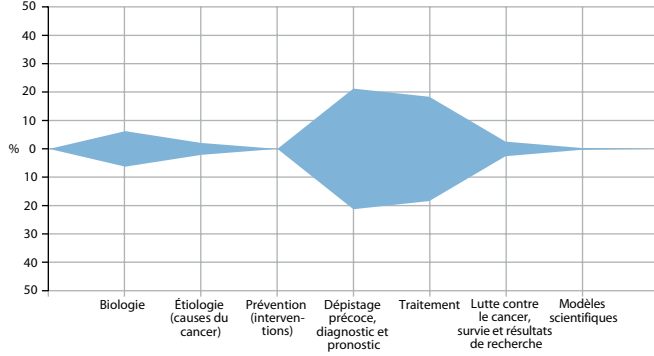 50
40
30
20
10
% 0
10
20
30
40
50
Biologie
Étiologie
(causes du
cancer)
Prévention
(interven-
tions)
Dépistage
précoce,
diagnostic et
pronostic
Traitement
Lutte contre
le cancer,
survie et résultats
de recherche
Modèles
scientifiques